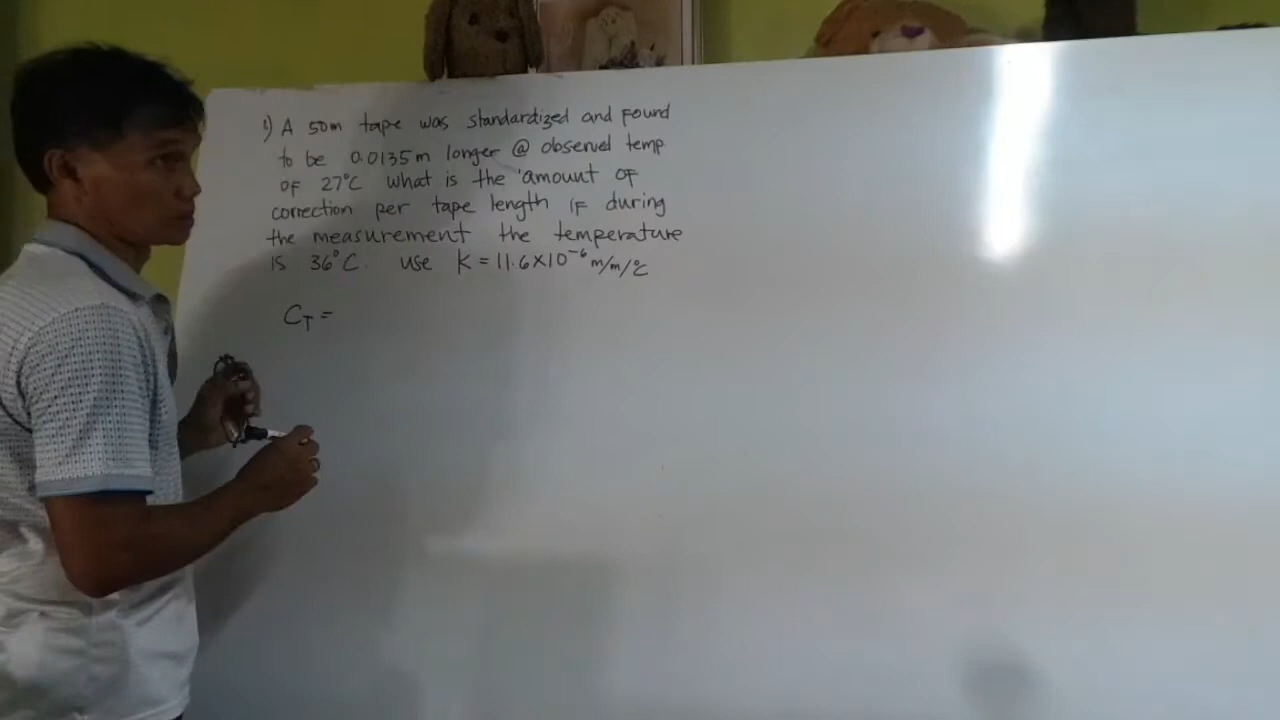 1) A 50m tape was standardized and found
to be 0.0135m longer @ observed temp
of 27°C what is the amount of
correction per tape length if during
the measurement the temperature
is 36°C. use K = 11.6x10⁻⁶ m/m/°C
C_T =